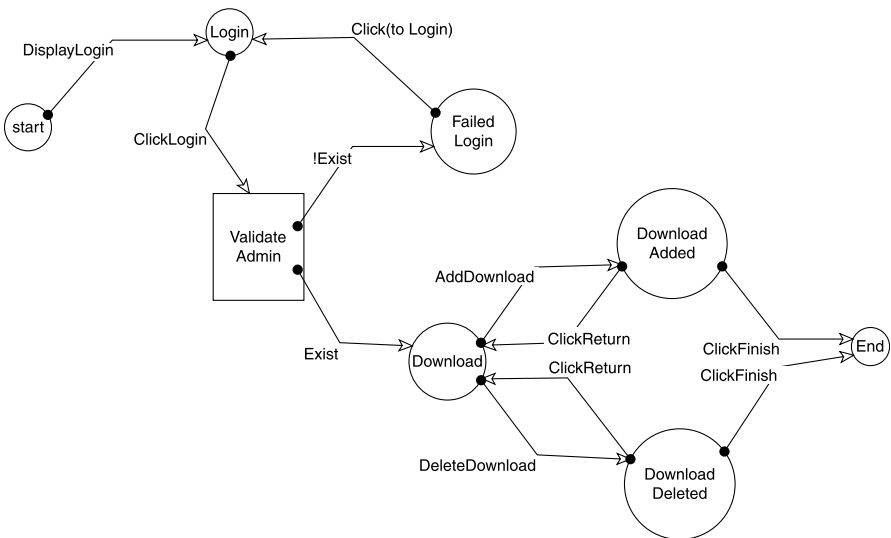 Login
Click(to Login)
DisplayLogin
start
Failed
Login
ClickLogin
!Exist
Validate
Admin
Download
Added
AddDownload
Exist
ClickReturn
ClickFinish
End
Download
ClickReturn
ClickFinish
DeleteDownload
Download
Deleted